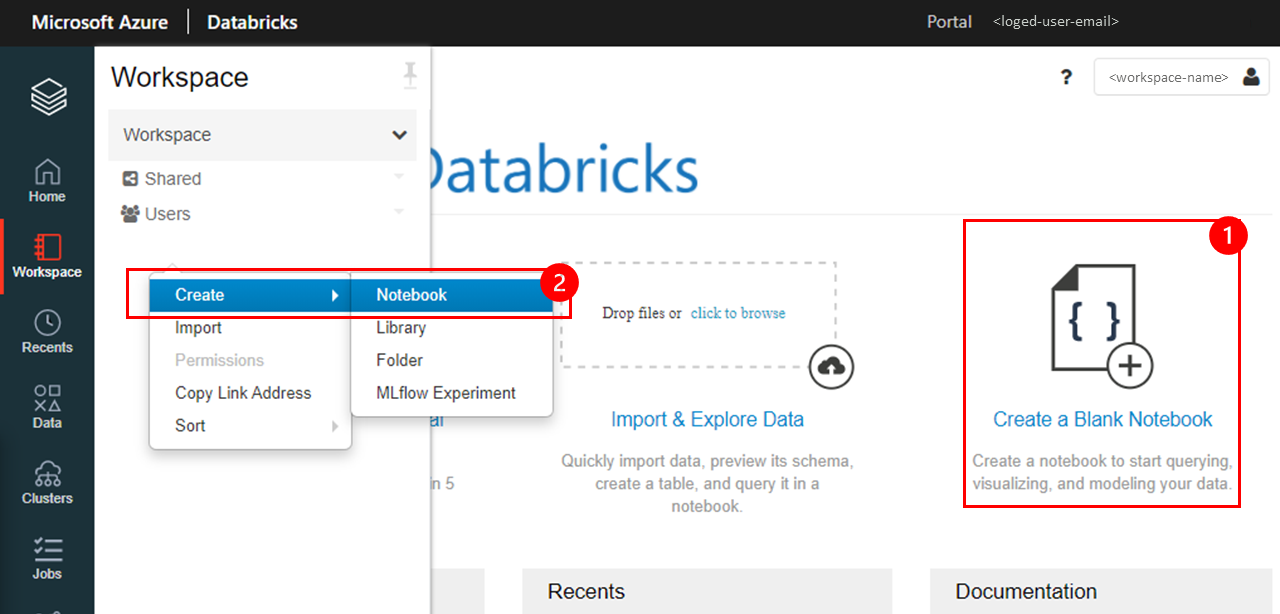 Microsoft Azure
Databricks
Portal
<loged-user-email>
Home
Workspace
Recents
Data
Clusters
Jobs
Workspace
Workspace
Shared
Users
Create
Import
Permissions
Copy Link Address
Sort
Notebook
Library
Folder
MLflow Experiment
2
?
<workspace-name>
Databricks
al
in 5
Drop files or click to browse
Import & Explore Data
Quickly import data, preview its schema,
create a table, and query it in a
notebook.
1
{ }
Create a Blank Notebook
Create a notebook to start querying,
visualizing, and modeling your data.
Recents
Documentation